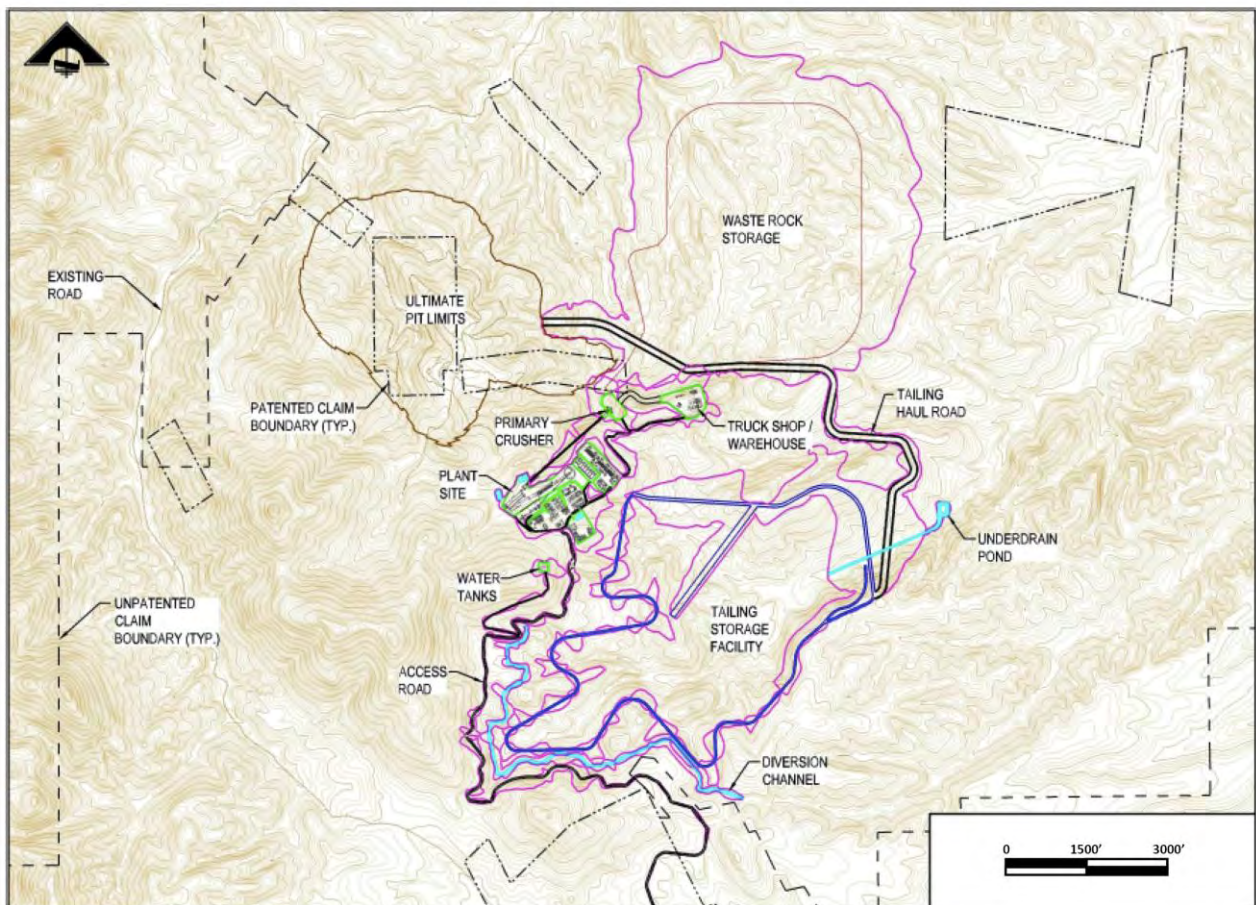 WASTE ROCK
STORAGE
EXISTING
ROAD
ULTIMATE
PIT LIMITS
PATENTED CLAIM
BOUNDARY (TYP.)
PRIMARY
CRUSHER
TRUCK SHOP /
WAREHOUSE
TAILING
HAUL ROAD
PLANT
SITE
UNDERDRAIN
POND
WATER
TANKS
UNPATENTED
CLAIM
BOUNDARY (TYP.)
TAILING
STORAGE
FACILITY
ACCESS
ROAD
DIVERSION
CHANNEL
0 1500' 3000'